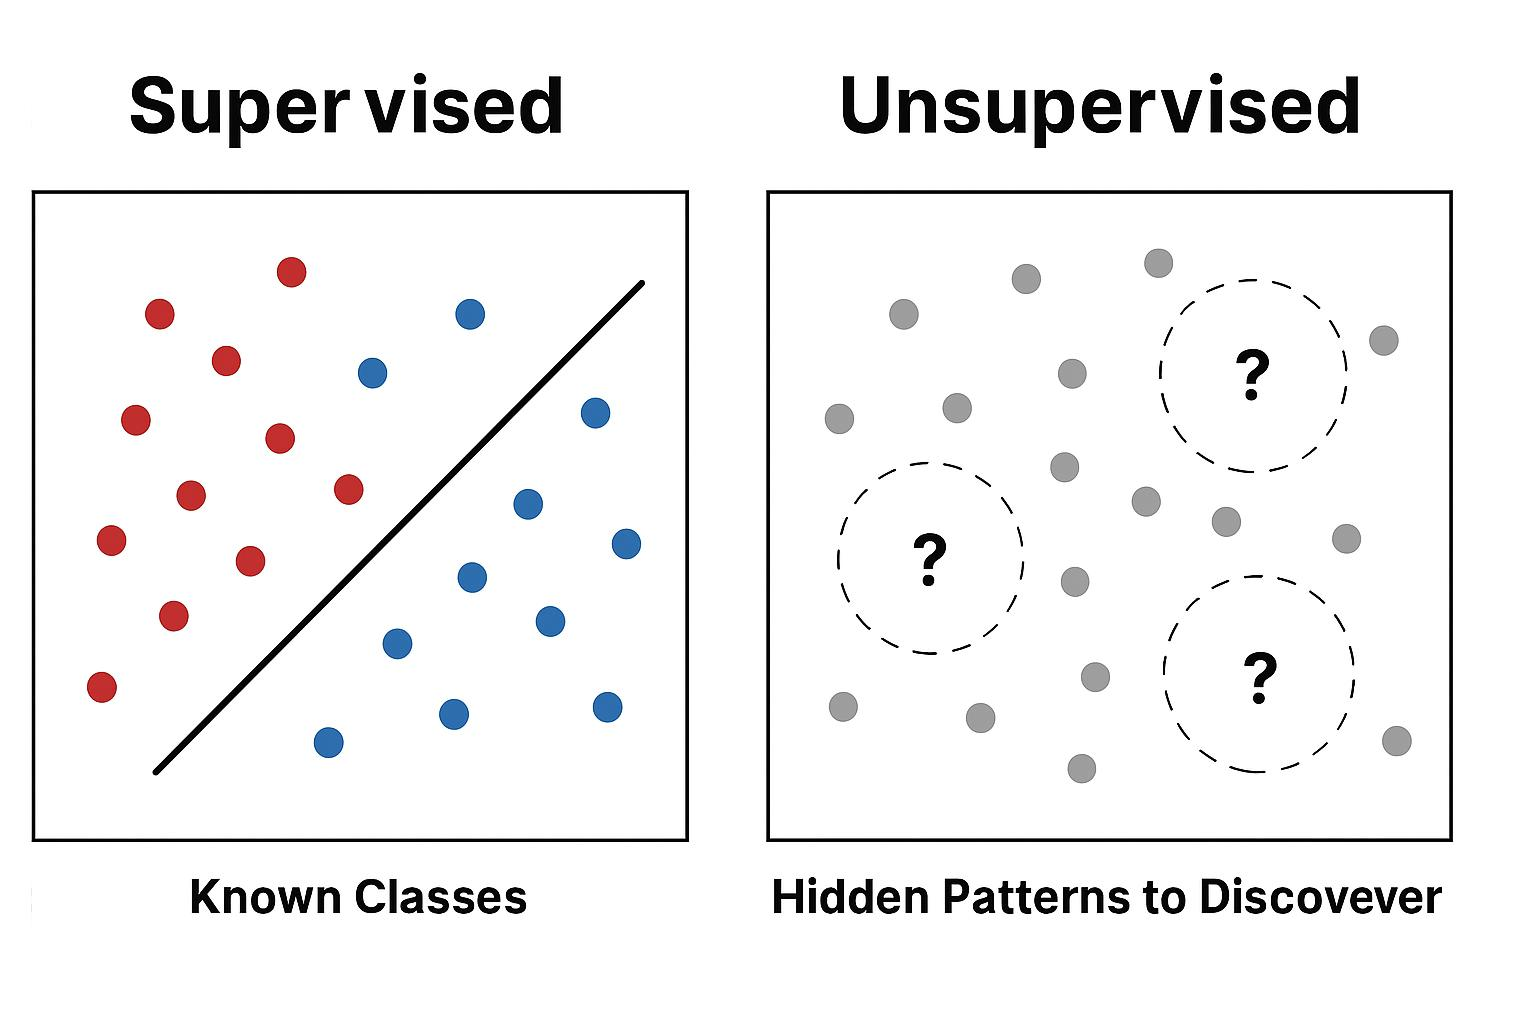 Super vised
Unsupervised
?
?
?
Known Classes
Hidden Patterns to Discovever